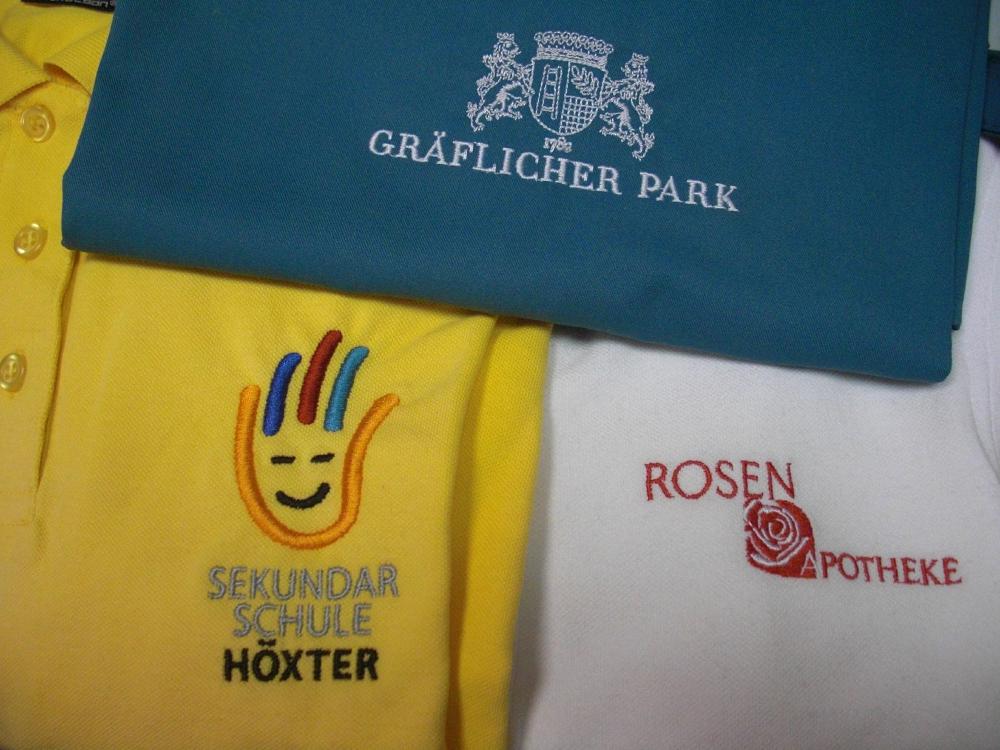 1782
GRÄFLICHER PARK
SEKUNDAR
SCHULE
HÖXTER
ROSEN
APOTHEKE